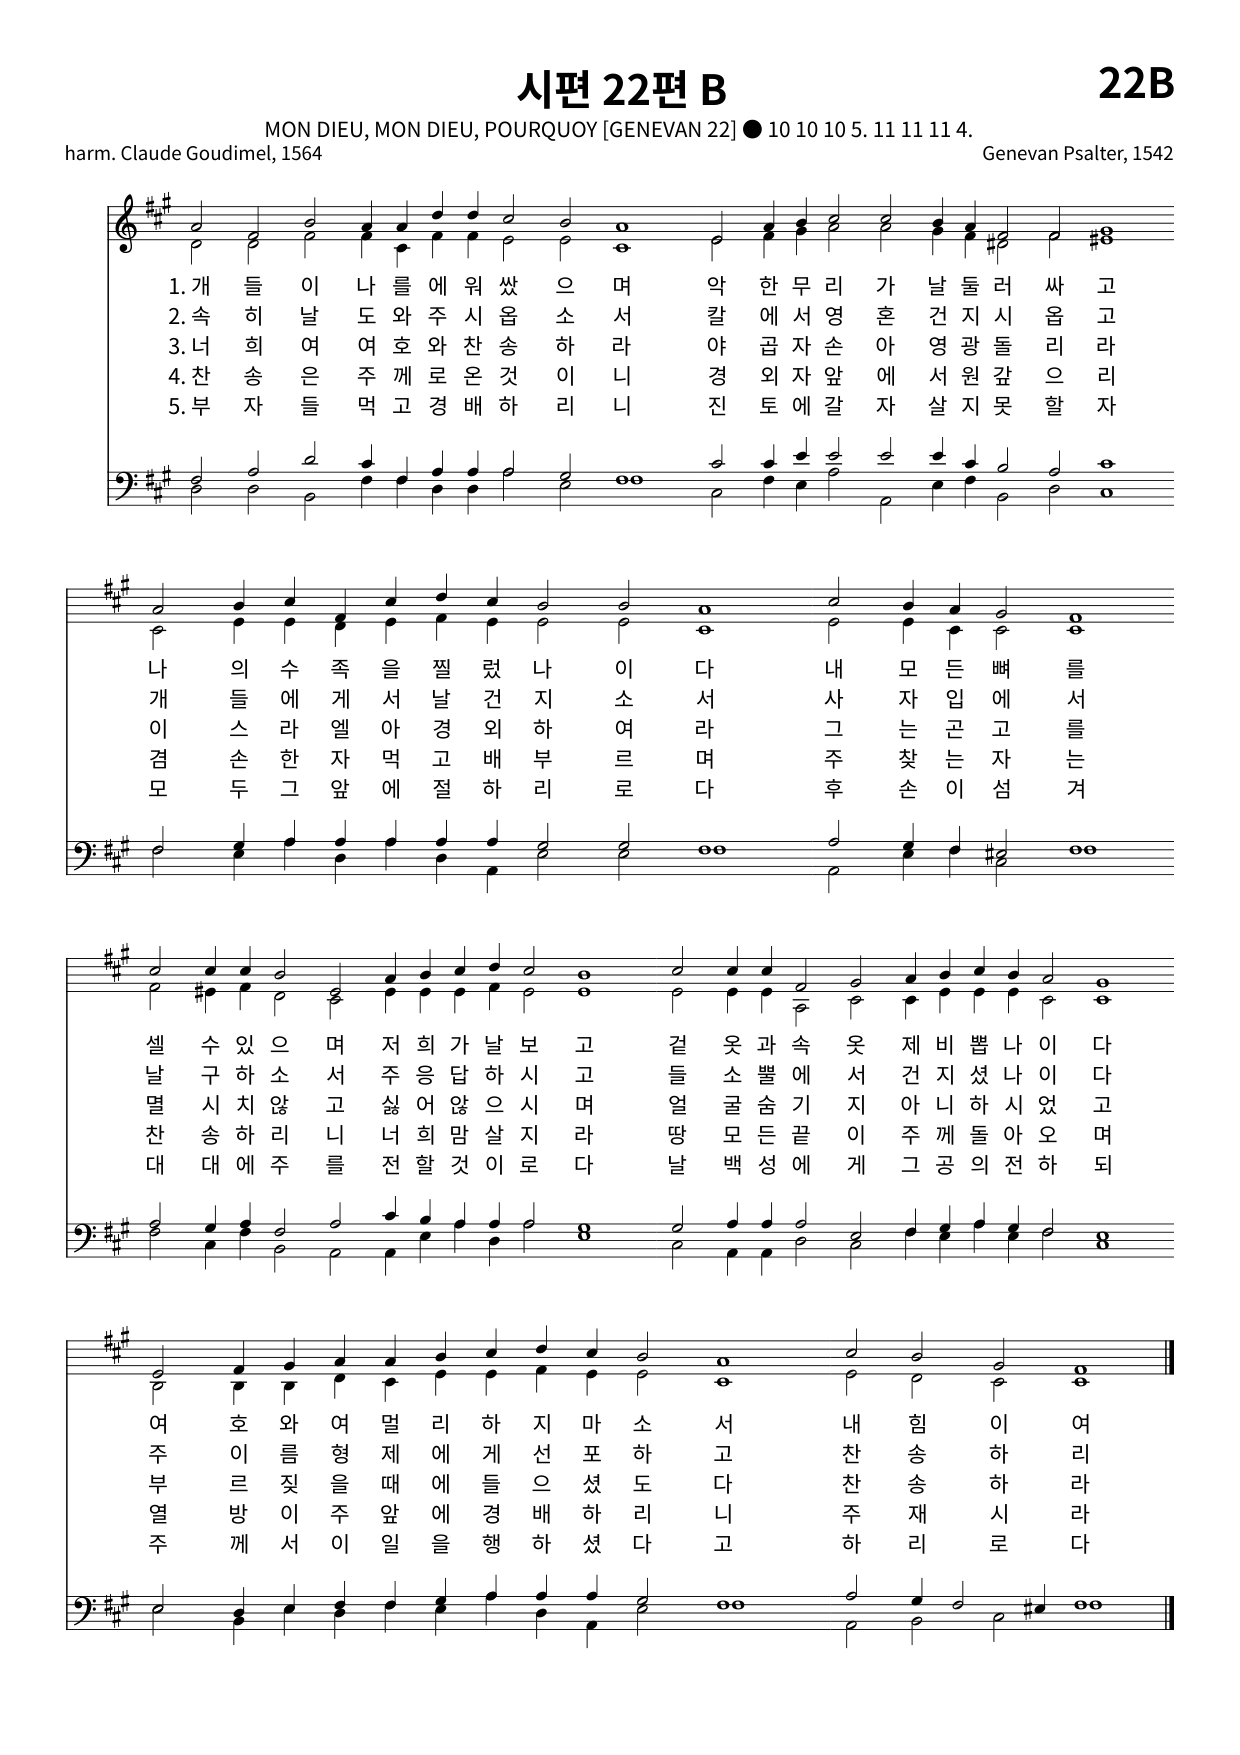 시편 22편 B
22B
MON DIEU, MON DIEU, POURQUOY [GENEVAN 22] ● 10 10 10 5. 11 11 11 4.
harm. Claude Goudimel, 1564
Genevan Psalter, 1542
1. 개 들 이 나 를 에 워 쌌 으 며 악 한 무 리 가 날 둘 러 싸 고
2. 속 히 날 도 와 주 시 옵 소 서 칼 에 서 영 혼 건 지 시 옵 고
3. 너 희 여 여 호 와 찬 송 하 라 야 곱 자 손 아 영 광 돌 리 라
4. 찬 송 은 주 께 로 온 것 이 니 경 외 자 앞 에 서 원 갚 으 리
5. 부 자 들 먹 고 경 배 하 리 니 진 토 에 갈 자 살 지 못 할 자
나 의 수 족 을 찔 렀 나 이 다 내 모 든 뼈 를
개 들 에 게 서 날 건 지 소 서 사 자 입 에 서
이 스 라 엘 아 경 외 하 여 라 그 는 곤 고 를
겸 손 한 자 먹 고 배 부 르 며 주 찾 는 자 는
모 두 그 앞 에 절 하 리 로 다 후 손 이 섬 겨
셀 수 있 으 며 저 희 가 날 보 고 겉 옷 과 속 옷 제 비 뽑 나 이 다
날 구 하 소 서 주 응 답 하 시 고 들 소 뿔 에 서 건 지 셨 나 이 다
멸 시 치 않 고 싫 어 않 으 시 며 얼 굴 숨 기 지 아 니 하 시 었 고
찬 송 하 리 니 너 희 맘 살 지 라 땅 모 든 끝 이 주 께 돌 아 오 며
대 대 에 주 를 전 할 것 이 로 다 날 백 성 에 게 그 공 의 전 하 되
여 호 와 여 멀 리 하 지 마 소 서 내 힘 이 여
주 이 름 형 제 에 게 선 포 하 고 찬 송 하 리
부 르 짖 을 때 에 들 으 셨 도 다 찬 송 하 라
열 방 이 주 앞 에 경 배 하 리 니 주 재 시 라
주 께 서 이 일 을 행 하 셨 다 고 하 리 로 다